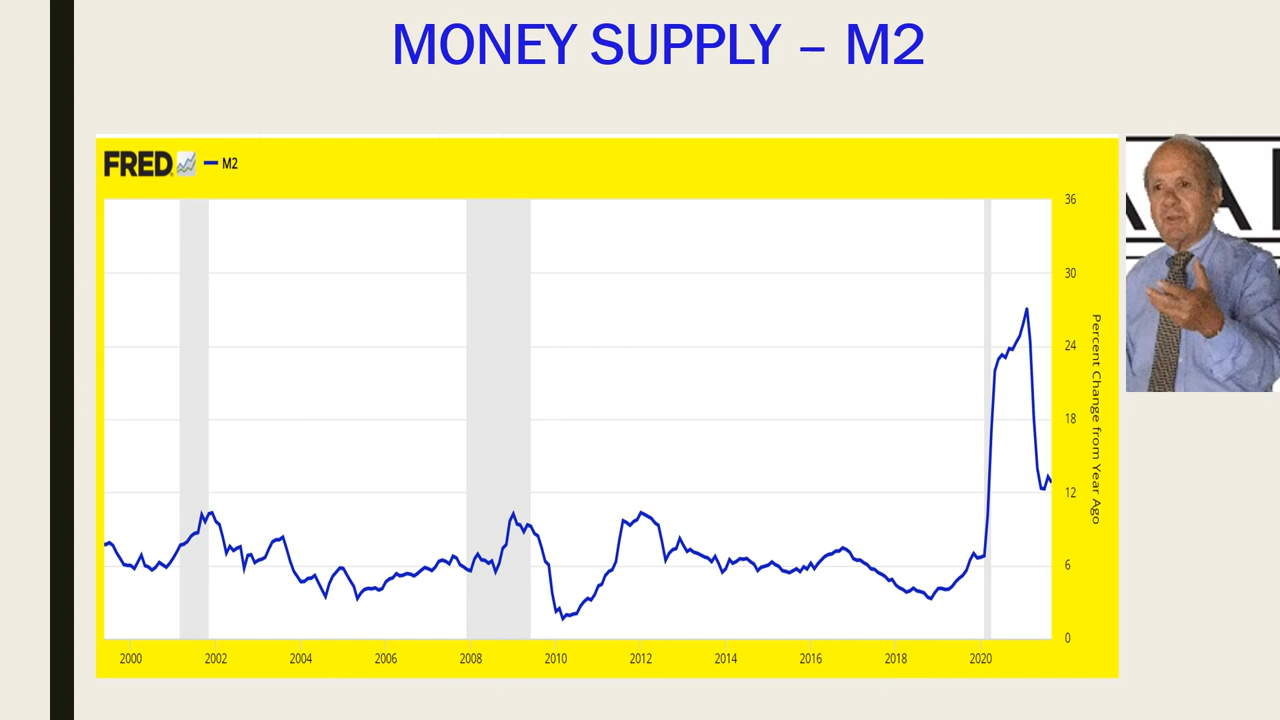 MONEY SUPPLY – M2
FRED M2
36
30
24
18
12
6
0
Percent Change from Year Ago
2000 2002 2004 2006 2008 2010 2012 2014 2016 2018 2020